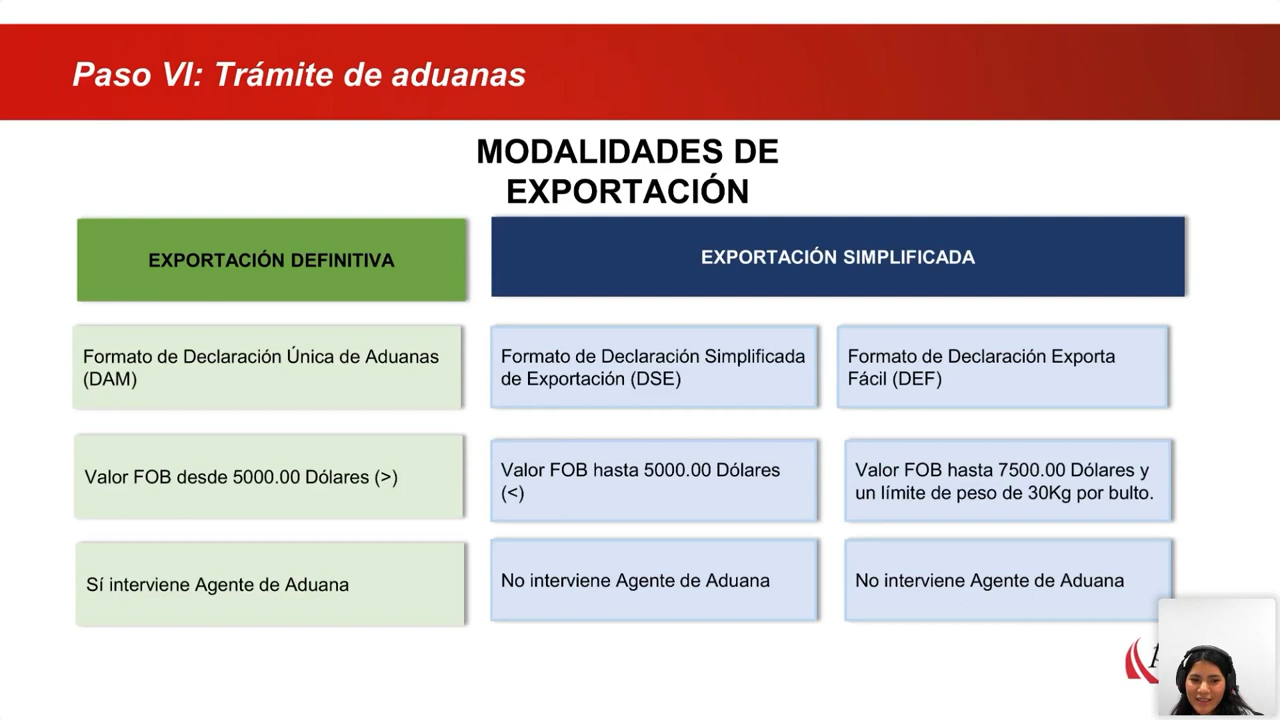 Paso VI: Trámite de aduanas
MODALIDADES DE
EXPORTACIÓN
EXPORTACIÓN DEFINITIVA
EXPORTACIÓN SIMPLIFICADA
Formato de Declaración Única de Aduanas
(DAM)
Formato de Declaración Simplificada
de Exportación (DSE)
Formato de Declaración Exporta
Fácil (DEF)
Valor FOB desde 5000.00 Dólares (>)
Valor FOB hasta 5000.00 Dólares
(<)
Valor FOB hasta 7500.00 Dólares y
un límite de peso de 30Kg por bulto.
Sí interviene Agente de Aduana
No interviene Agente de Aduana
No interviene Agente de Aduana